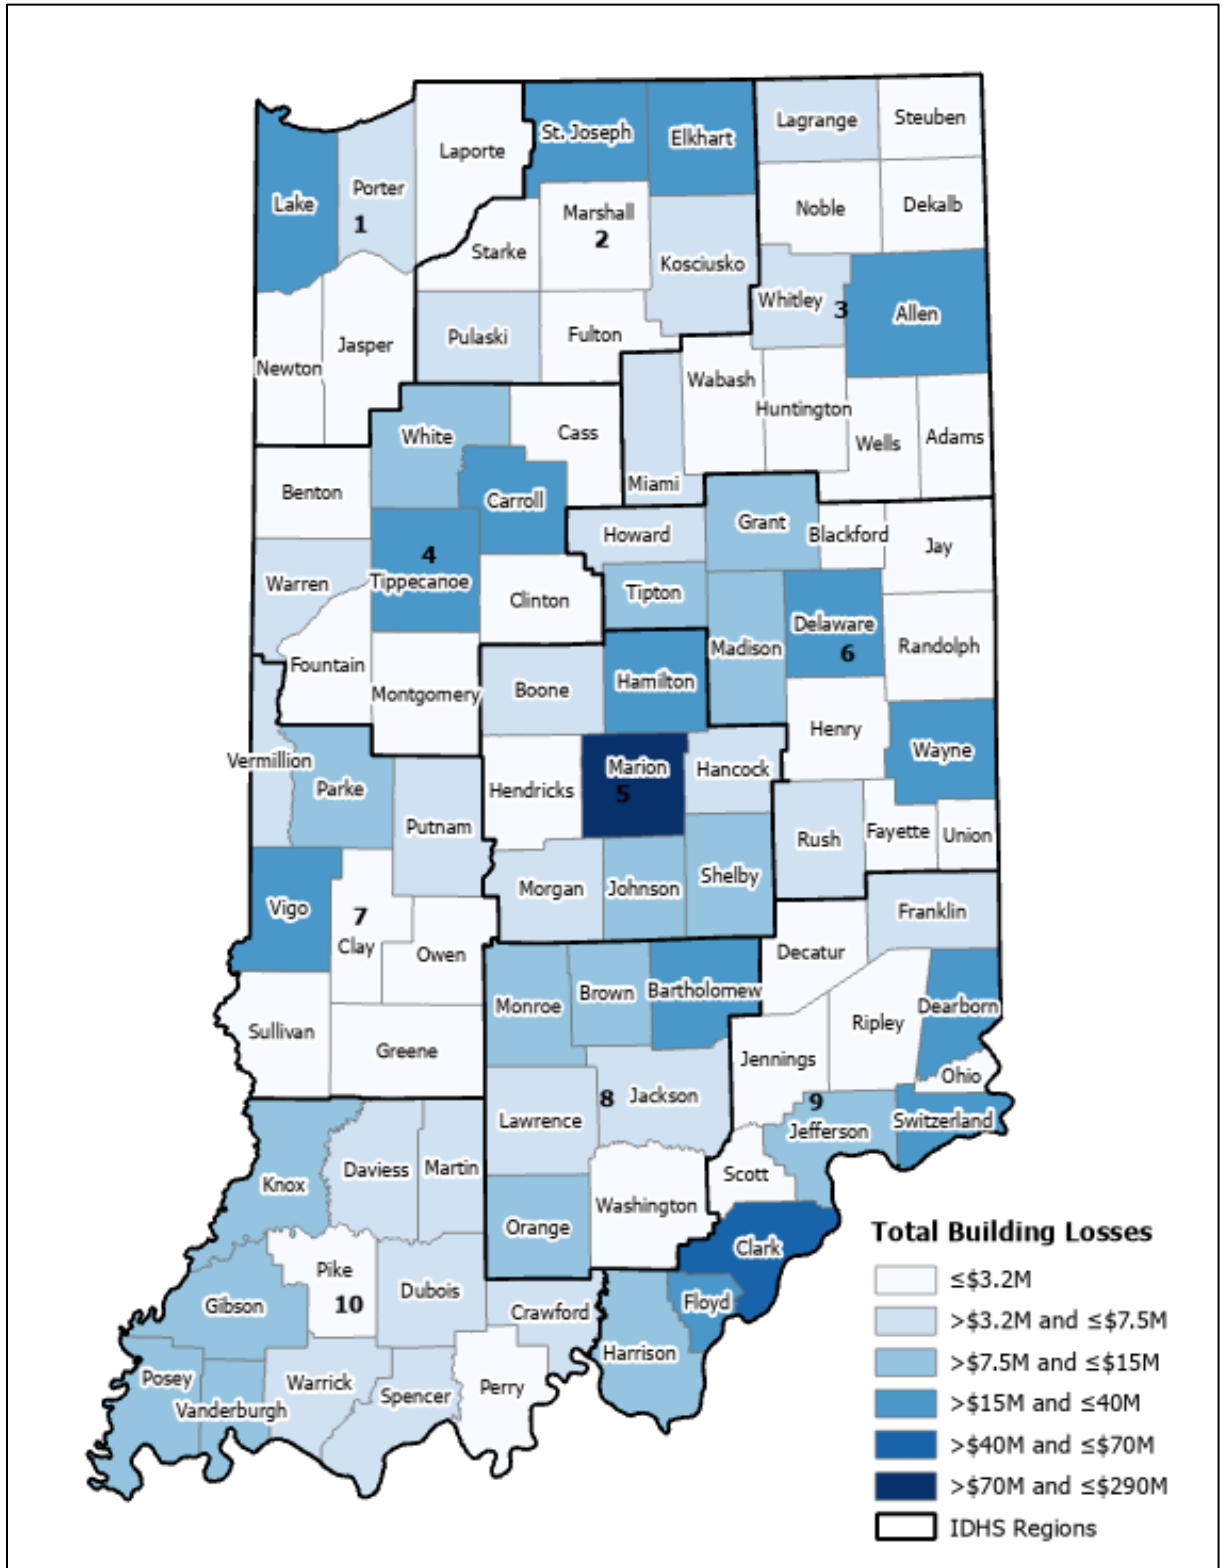 St. Joseph
Elkhart
Lagrange
Steuben
Laporte
Lake
Porter
1
Marshall
2
Noble
Dekalb
Starke
Kosciusko
Whitley
3
Allen
Newton
Jasper
Pulaski
Fulton
Wabash
Huntington
White
Cass
Wells
Adams
Benton
Carroll
Miami
Howard
Grant
Blackford
Jay
4
Tippecanoe
Warren
Clinton
Tipton
Madison
Delaware
6
Randolph
Fountain
Montgomery
Boone
Hamilton
Henry
Wayne
Vermillion
Parke
Hendricks
Marion
5
Hancock
Putnam
Rush
Fayette
Union
Morgan
Johnson
Shelby
Vigo
7
Clay
Owen
Franklin
Decatur
Monroe
Brown
Bartholomew
Dearborn
Sullivan
Greene
Ripley
Jennings
Ohio
8
Jackson
9
Jefferson
Switzerland
Lawrence
Knox
Daviess
Martin
Scott
Washington
Orange
Clark
Pike
10
Dubois
Gibson
Crawford
Floyd
Harrison
Posey
Vanderburgh
Warrick
Spencer
Perry
Total Building Losses
≤$3.2M
>$3.2M and ≤$7.5M
>$7.5M and ≤$15M
>$15M and ≤40M
>$40M and ≤$70M
>$70M and ≤$290M
IDHS Regions